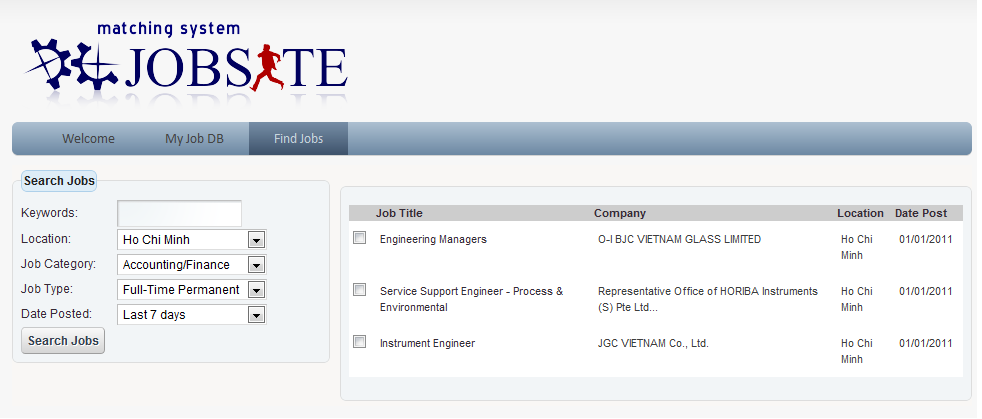 matching system
JOBSITE
Welcome My Job DB Find Jobs
Search Jobs
Keywords:
Location: Ho Chi Minh
Job Category: Accounting/Finance
Job Type: Full-Time Permanent
Date Posted: Last 7 days
Search Jobs
Job Title Company Location Date Post
Engineering Managers O-I BJC VIETNAM GLASS LIMITED Ho Chi 01/01/2011
Minh
Service Support Engineer - Process & Representative Office of HORIBA Instruments Ho Chi 01/01/2011
Environmental (S) Pte Ltd... Minh
Instrument Engineer JGC VIETNAM Co., Ltd. Ho Chi 01/01/2011
Minh